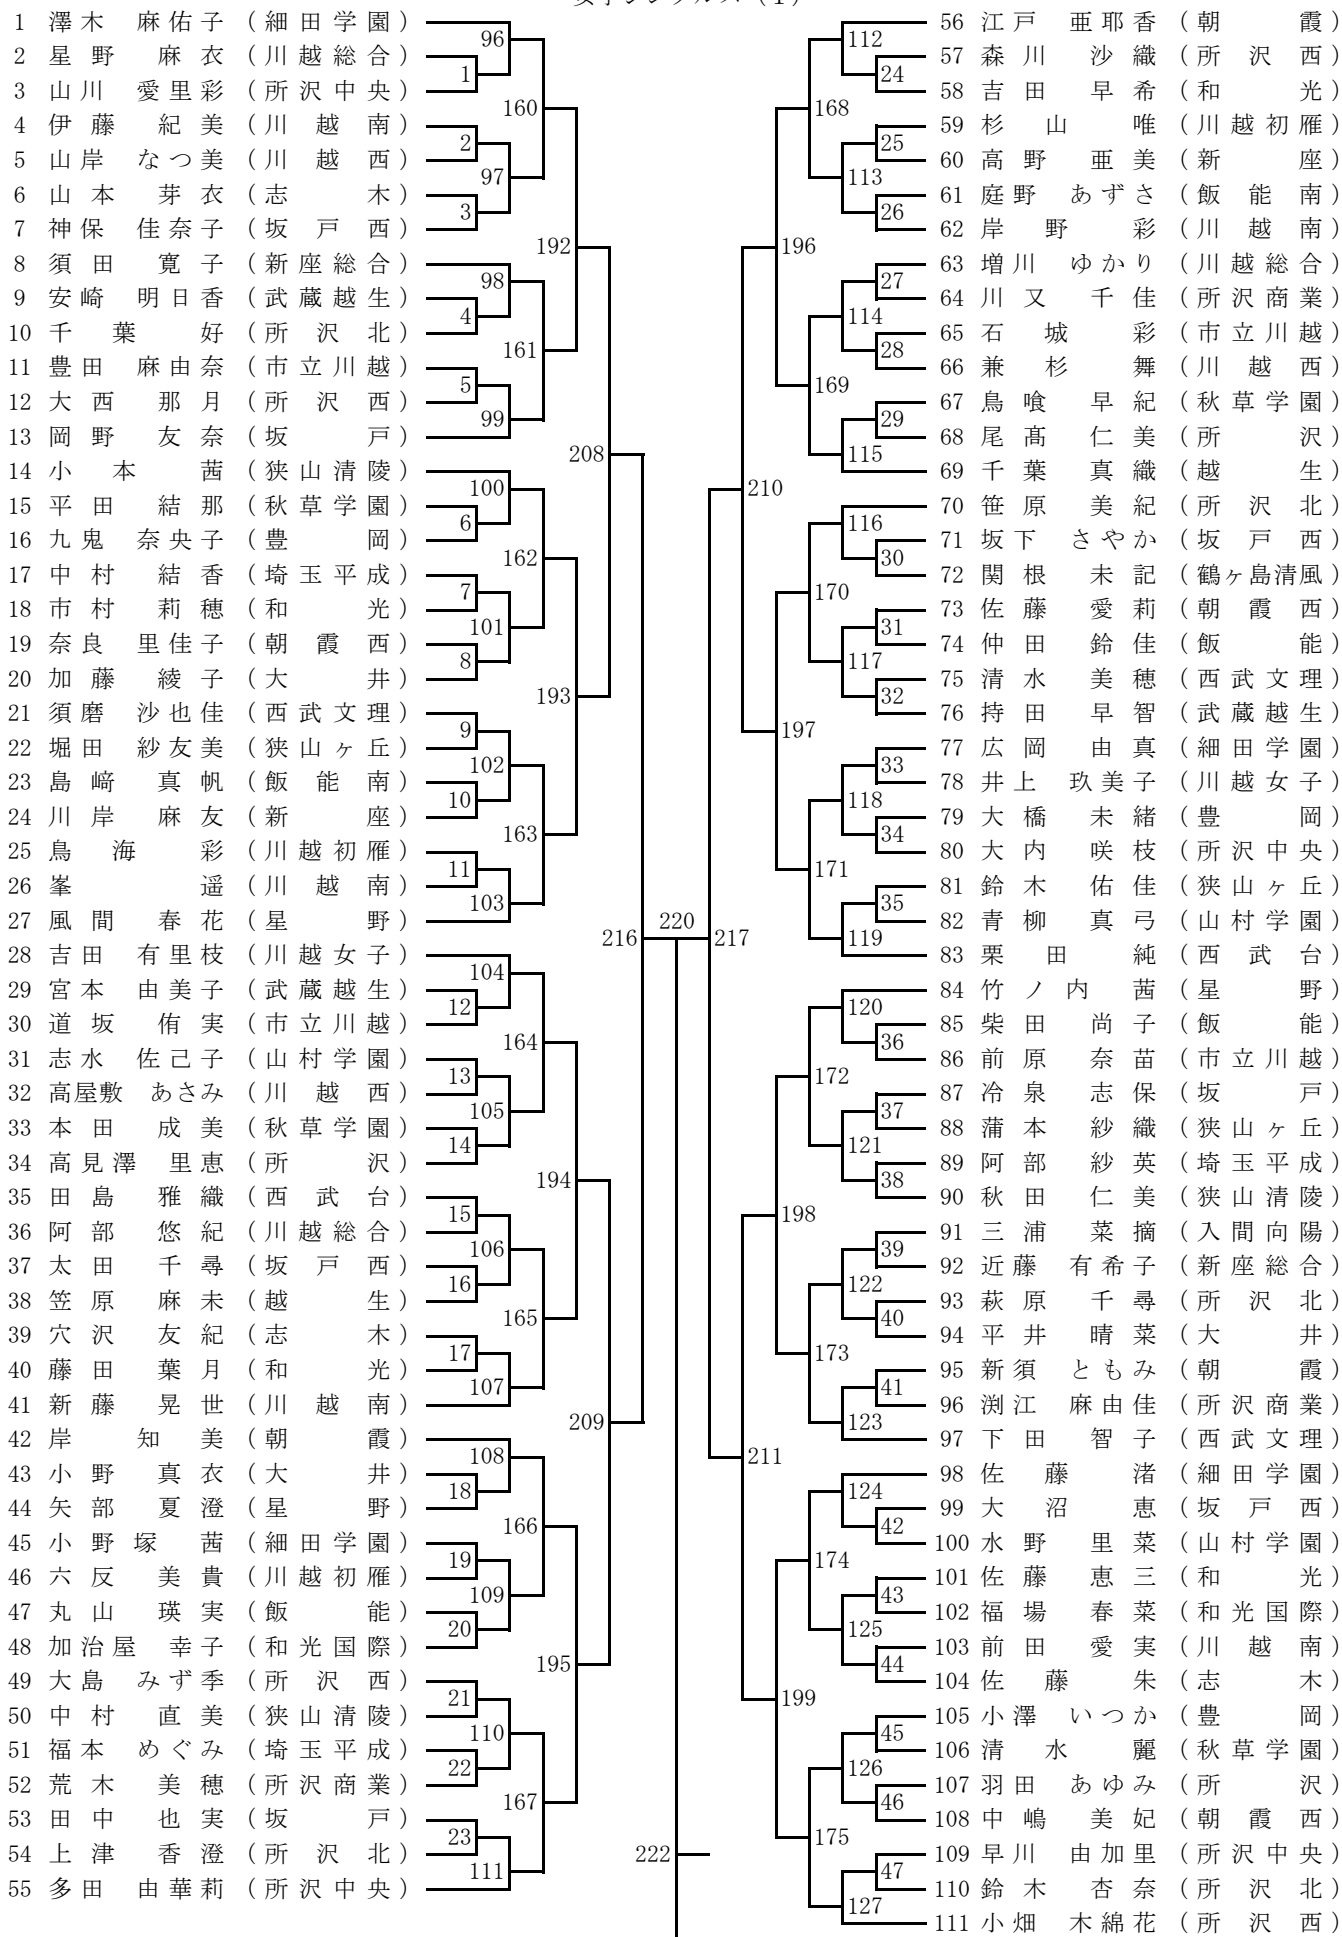 女子シングルス(1)
1 澤木 麻佑子 (細田学園)
2 星野 麻衣 (川越総合)
3 山川 愛里彩 (所沢中央)
4 伊藤 紀美 (川越南)
5 山岸 なつ美 (川越西)
6 山本 芽衣 (志木)
7 神保 佳奈子 (坂戸西)
8 須田 寛子 (新座総合)
9 安崎 明日香 (武蔵越生)
10 千葉 好 (所沢北)
11 豊田 麻由奈 (市立川越)
12 大西 那月 (所沢西)
13 岡野 友奈 (坂戸)
14 小本 茜 (狭山清陵)
15 平田 結那 (秋草学園)
16 九鬼 奈央子 (豊岡)
17 中村 結香 (埼玉平成)
18 市村 莉穂 (和光)
19 奈良 里佳子 (朝霞西)
20 加藤 綾子 (大井)
21 須磨 沙也佳 (西武文理)
22 堀田 紗友美 (狭山ヶ丘)
23 島崎 真帆 (飯能南)
24 川岸 麻友 (新座)
25 鳥海 彩 (川越初雁)
26 峯 遥 (川越南)
27 風間 春花 (星野)
28 吉田 有里枝 (川越女子)
29 宮本 由美子 (武蔵越生)
30 道坂 侑実 (市立川越)
31 志水 佐己子 (山村学園)
32 高屋敷 あさみ (川越西)
33 本田 成美 (秋草学園)
34 高見澤 里恵 (所沢)
35 田島 雅織 (西武台)
36 阿部 悠紀 (川越総合)
37 太田 千尋 (坂戸西)
38 笠原 麻未 (越生)
39 穴沢 友紀 (志木)
40 藤田 葉月 (和光)
41 新藤 晃世 (川越南)
42 岸 知美 (朝霞)
43 小野 真衣 (大井)
44 矢部 夏澄 (星野)
45 小野塚 茜 (細田学園)
46 六反 美貴 (川越初雁)
47 丸山 瑛実 (飯能)
48 加治屋 幸子 (和光国際)
49 大島 みず季 (所沢西)
50 中村 直美 (狭山清陵)
51 福本 めぐみ (埼玉平成)
52 荒木 美穂 (所沢商業)
53 田中 也実 (坂戸)
54 上津 香澄 (所沢北)
55 多田 由華莉 (所沢中央)
96
1
160
2
97
3
192
98
4
161
5
99
208
100
6
162
7
101
8
193
9
102
10
163
11
103
216
104
12
164
13
105
14
194
15
106
16
165
17
107
209
108
18
166
19
109
20
195
21
110
22
167
23
111
220
222
217
112
24
168
25
113
26
196
27
114
28
169
29
115
210
116
30
170
31
117
32
197
33
118
34
171
35
119
120
36
172
37
121
38
198
39
122
40
173
41
123
211
124
42
174
43
125
44
199
45
126
46
175
47
127
56 江戸 亜耶香 (朝霞)
57 森川 沙織 (所沢西)
58 吉田 早希 (和光)
59 杉山 唯 (川越初雁)
60 高野 亜美 (新座)
61 庭野 あずさ (飯能南)
62 岸野 彩 (川越南)
63 増川 ゆかり (川越総合)
64 川又 千佳 (所沢商業)
65 石城 彩 (市立川越)
66 兼杉 舞 (川越西)
67 鳥喰 早紀 (秋草学園)
68 尾髙 仁美 (所沢)
69 千葉 真織 (越生)
70 笹原 美紀 (所沢北)
71 坂下 さやか (坂戸西)
72 関根 未記 (鶴ヶ島清風)
73 佐藤 愛莉 (朝霞西)
74 仲田 鈴佳 (飯能)
75 清水 美穂 (西武文理)
76 持田 早智 (武蔵越生)
77 広岡 由真 (細田学園)
78 井上 玖美子 (川越女子)
79 大橋 未緒 (豊岡)
80 大内 咲枝 (所沢中央)
81 鈴木 佑佳 (狭山ヶ丘)
82 青柳 真弓 (山村学園)
83 栗田 純 (西武台)
84 竹ノ内 茜 (星野)
85 柴田 尚子 (飯能)
86 前原 奈苗 (市立川越)
87 冷泉 志保 (坂戸)
88 蒲本 紗織 (狭山ヶ丘)
89 阿部 紗英 (埼玉平成)
90 秋田 仁美 (狭山清陵)
91 三浦 菜摘 (入間向陽)
92 近藤 有希子 (新座総合)
93 萩原 千尋 (所沢北)
94 平井 晴菜 (大井)
95 新須 ともみ (朝霞)
96 渕江 麻由佳 (所沢商業)
97 下田 智子 (西武文理)
98 佐藤 渚 (細田学園)
99 大沼 恵 (坂戸西)
100 水野 里菜 (山村学園)
101 佐藤 恵三 (和光)
102 福場 春菜 (和光国際)
103 前田 愛実 (川越南)
104 佐藤 朱 (志木)
105 小澤 いつか (豊岡)
106 清水 麗 (秋草学園)
107 羽田 あゆみ (所沢)
108 中嶋 美妃 (朝霞西)
109 早川 由加里 (所沢中央)
110 鈴木 杏奈 (所沢北)
111 小畑 木綿花 (所沢西)